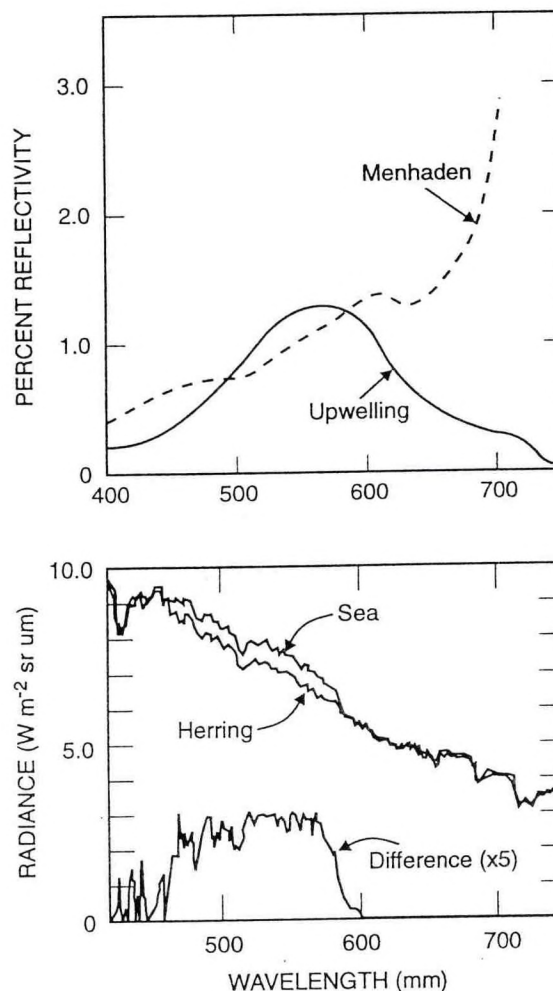 PERCENT REFLECTIVITY
3.0
2.0
1.0
0
Menhaden
Upwelling
400
500
600
700
RADIANCE (W m⁻² sr um)
10.0
5.0
0
Sea
Herring
Difference (x5)
500
600
700
WAVELENGTH (mm)